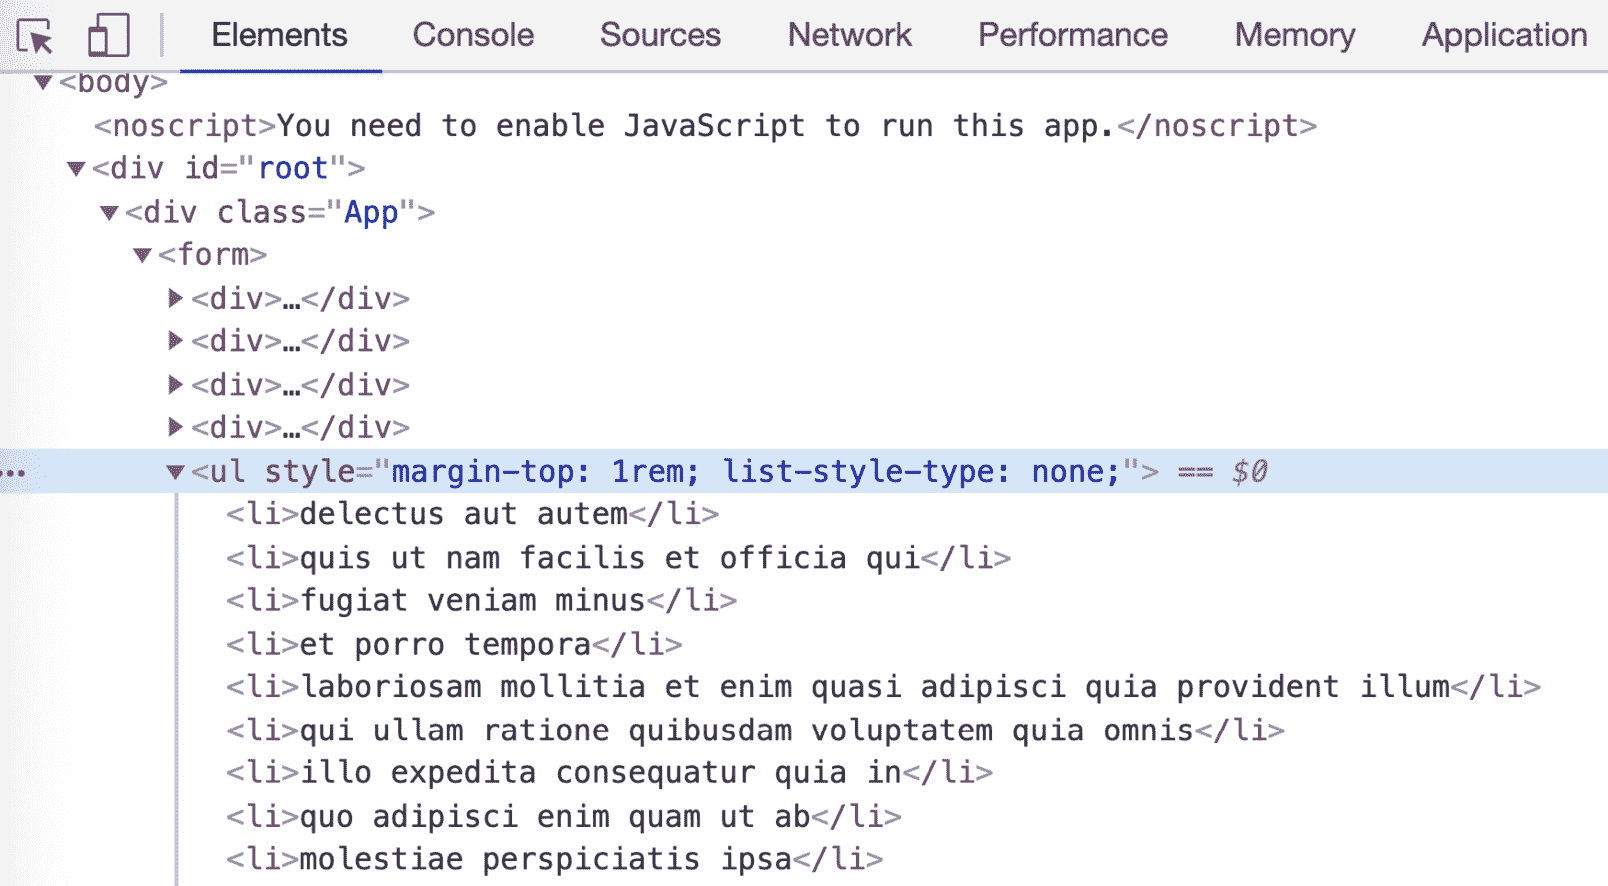 Elements Console Sources Network Performance Memory Application
▼<body>
<noscript>You need to enable JavaScript to run this app.</noscript>
▼<div id="root">
▼<div class="App">
▼<form>
▶<div>…</div>
▶<div>…</div>
▶<div>…</div>
▶<div>…</div>
… ▼<ul style="margin-top: 1rem; list-style-type: none;"> == $0
<li>delectus aut autem</li>
<li>quis ut nam facilis et officia qui</li>
<li>fugiat veniam minus</li>
<li>et porro tempora</li>
<li>laboriosam mollitia et enim quasi adipisci quia provident illum</li>
<li>qui ullam ratione quibusdam voluptatem quia omnis</li>
<li>illo expedita consequatur quia in</li>
<li>quo adipisci enim quam ut ab</li>
<li>molestiae perspiciatis ipsa</li>